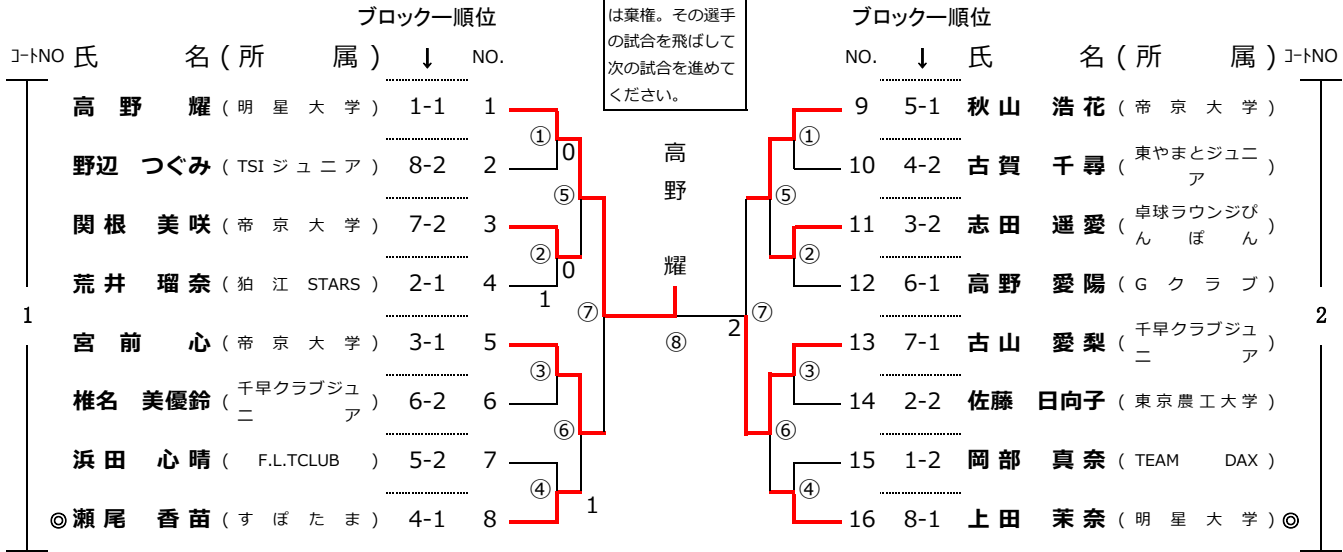 ブロック一順位
は棄権。その選手
の試合を飛ばして
次の試合を進めて
ください。
ブロック一順位
コートNO 氏 名 ( 所 属 ) ↓ NO.
NO. ↓ 氏 名 ( 所 属 ) コートNO
1
高野 耀 ( 明星大学 ) 1-1 1
野辺 つぐみ ( TSIジュニア ) 8-2 2
関根 美咲 ( 帝京大学 ) 7-2 3
荒井 瑠奈 ( 狛江 STARS ) 2-1 4
宮前 心 ( 帝京大学 ) 3-1 5
椎名 美優鈴 ( 千早クラブジュニア ) 6-2 6
浜田 心晴 ( F.L.TCLUB ) 5-2 7
◎ 瀬尾 香苗 ( すぽたま ) 4-1 8
① 0
⑤
② 0
1
⑦
③
⑥
④ 1
高野 耀
⑧
2 ⑦
①
⑤
②
③
⑥
④
9 5-1 秋山 浩花 ( 帝京大学 )
10 4-2 古賀 千尋 ( 東やまとジュニア )
11 3-2 志田 遥愛 ( 卓球ラウンジぴんぽん )
12 6-1 高野 愛陽 ( Gクラブ )
13 7-1 古山 愛梨 ( 千早クラブジュニア )
14 2-2 佐藤 日向子 ( 東京農工大学 )
15 1-2 岡部 真奈 ( TEAM DAX )
16 8-1 上田 茉奈 ( 明星大学 ) ◎
2